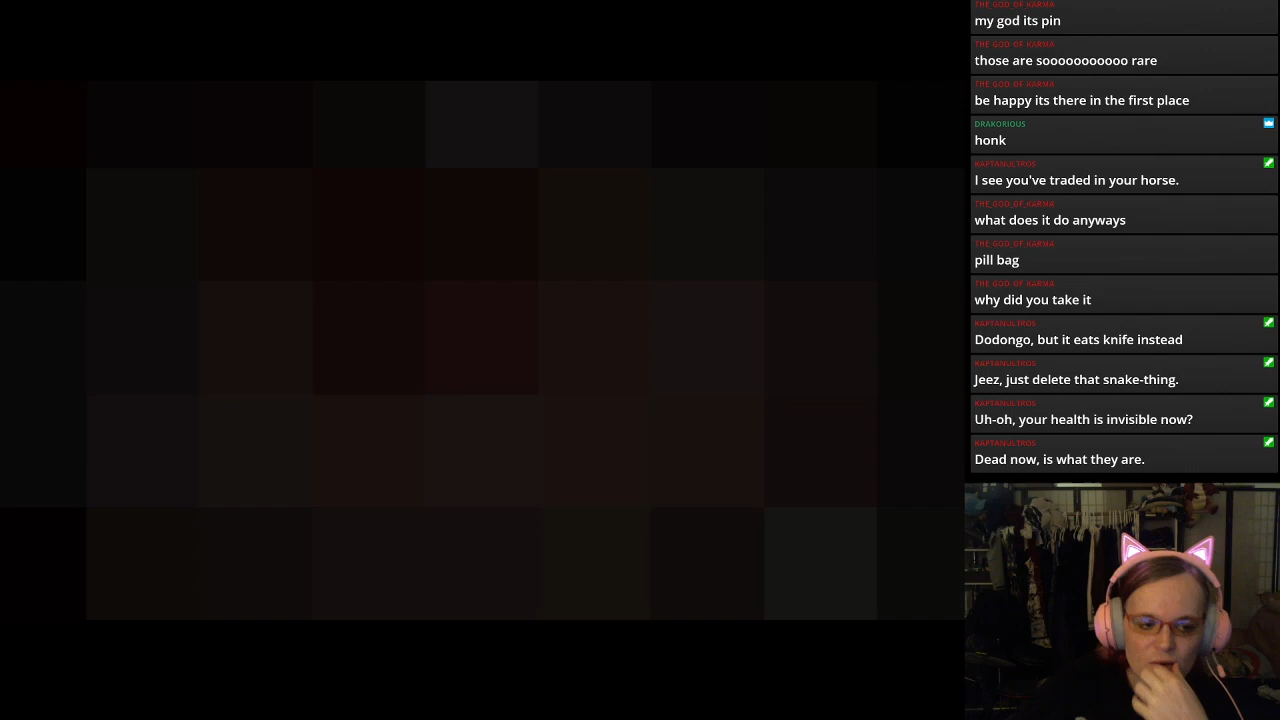 THE_GOD_OF_KARMA
my god its pin
THE_GOD_OF_KARMA
those are sooooooooooo rare
THE_GOD_OF_KARMA
be happy its there in the first place
DRAKORIOUS
honk
KAPTANULTROS
I see you've traded in your horse.
THE_GOD_OF_KARMA
what does it do anyways
THE_GOD_OF_KARMA
pill bag
THE_GOD_OF_KARMA
why did you take it
KAPTANULTROS
Dodongo, but it eats knife instead
KAPTANULTROS
Jeez, just delete that snake-thing.
KAPTANULTROS
Uh-oh, your health is invisible now?
KAPTANULTROS
Dead now, is what they are.